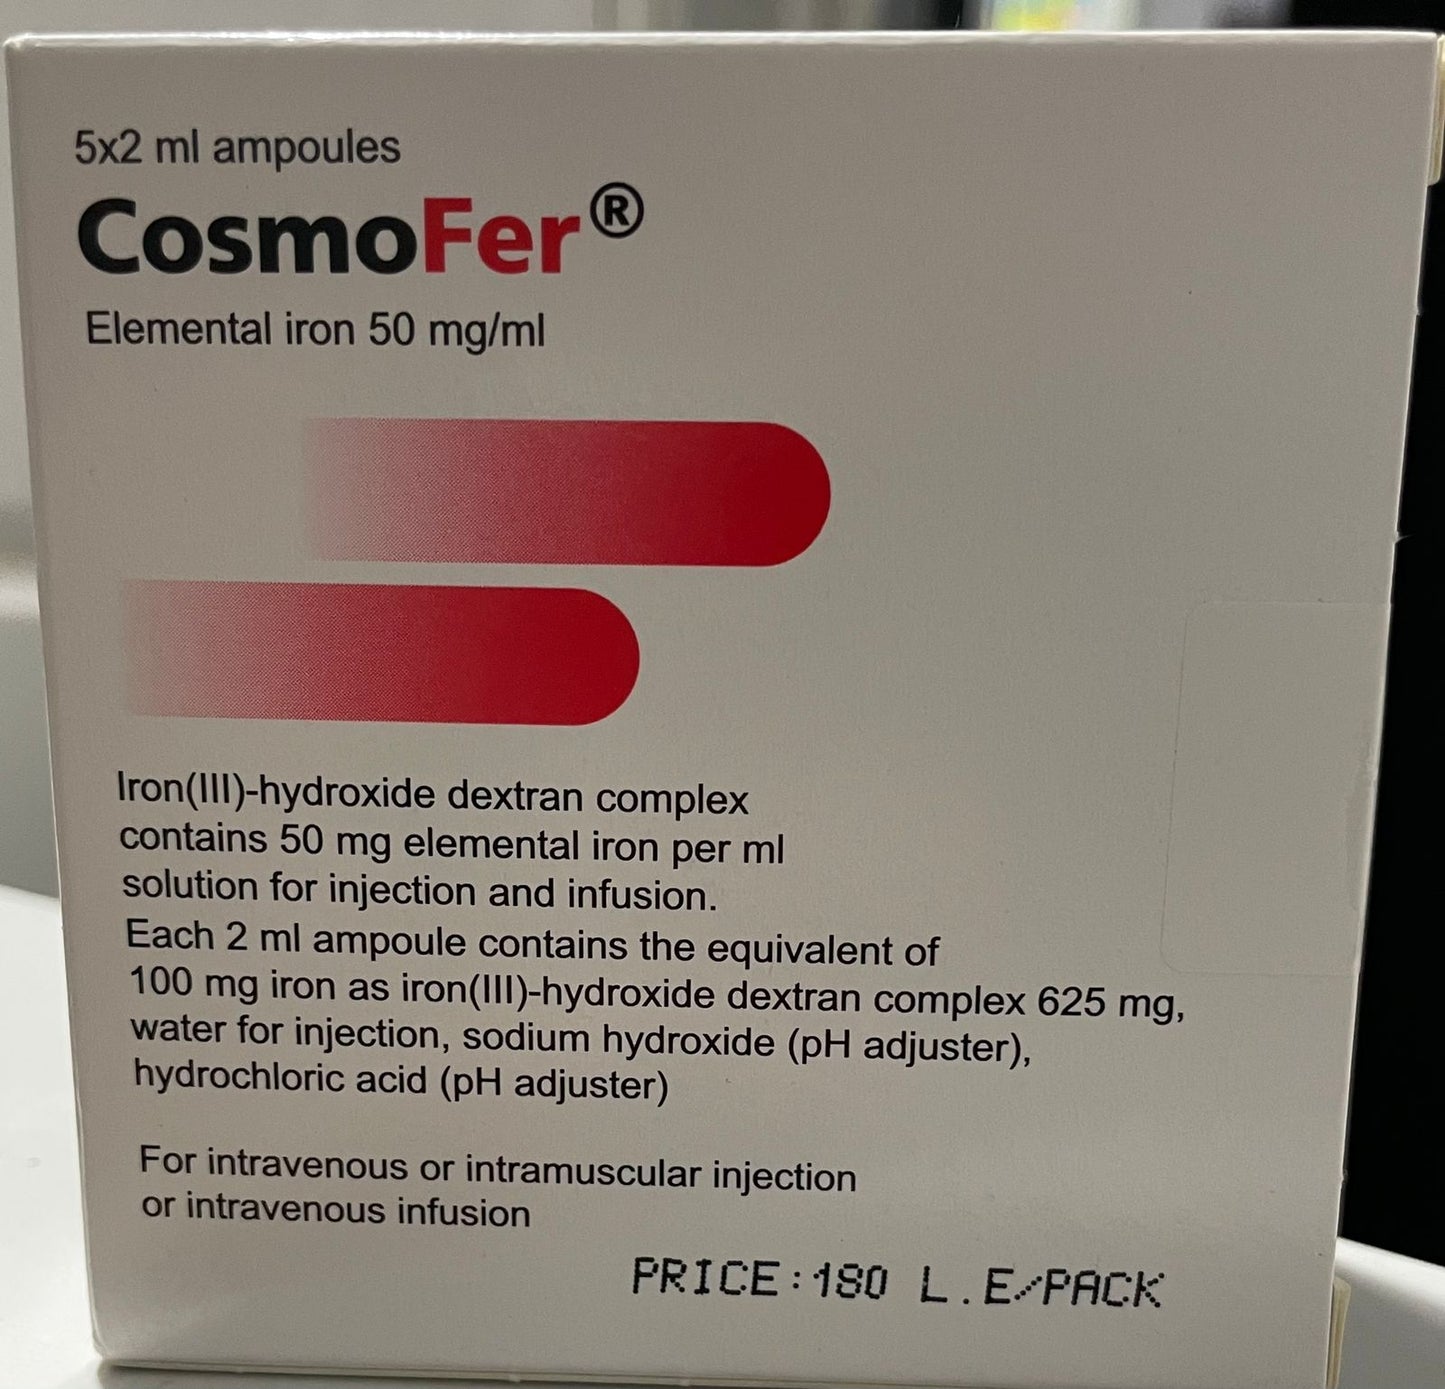 5x2 ml ampoules
CosmoFer®
Elemental iron 50 mg/ml
Iron(III)-hydroxide dextran complex
contains 50 mg elemental iron per ml
solution for injection and infusion.
Each 2 ml ampoule contains the equivalent of
100 mg iron as iron(III)-hydroxide dextran complex 625 mg,
water for injection, sodium hydroxide (pH adjuster),
hydrochloric acid (pH adjuster)
For intravenous or intramuscular injection
or intravenous infusion
PRICE:180 L.E/PACK